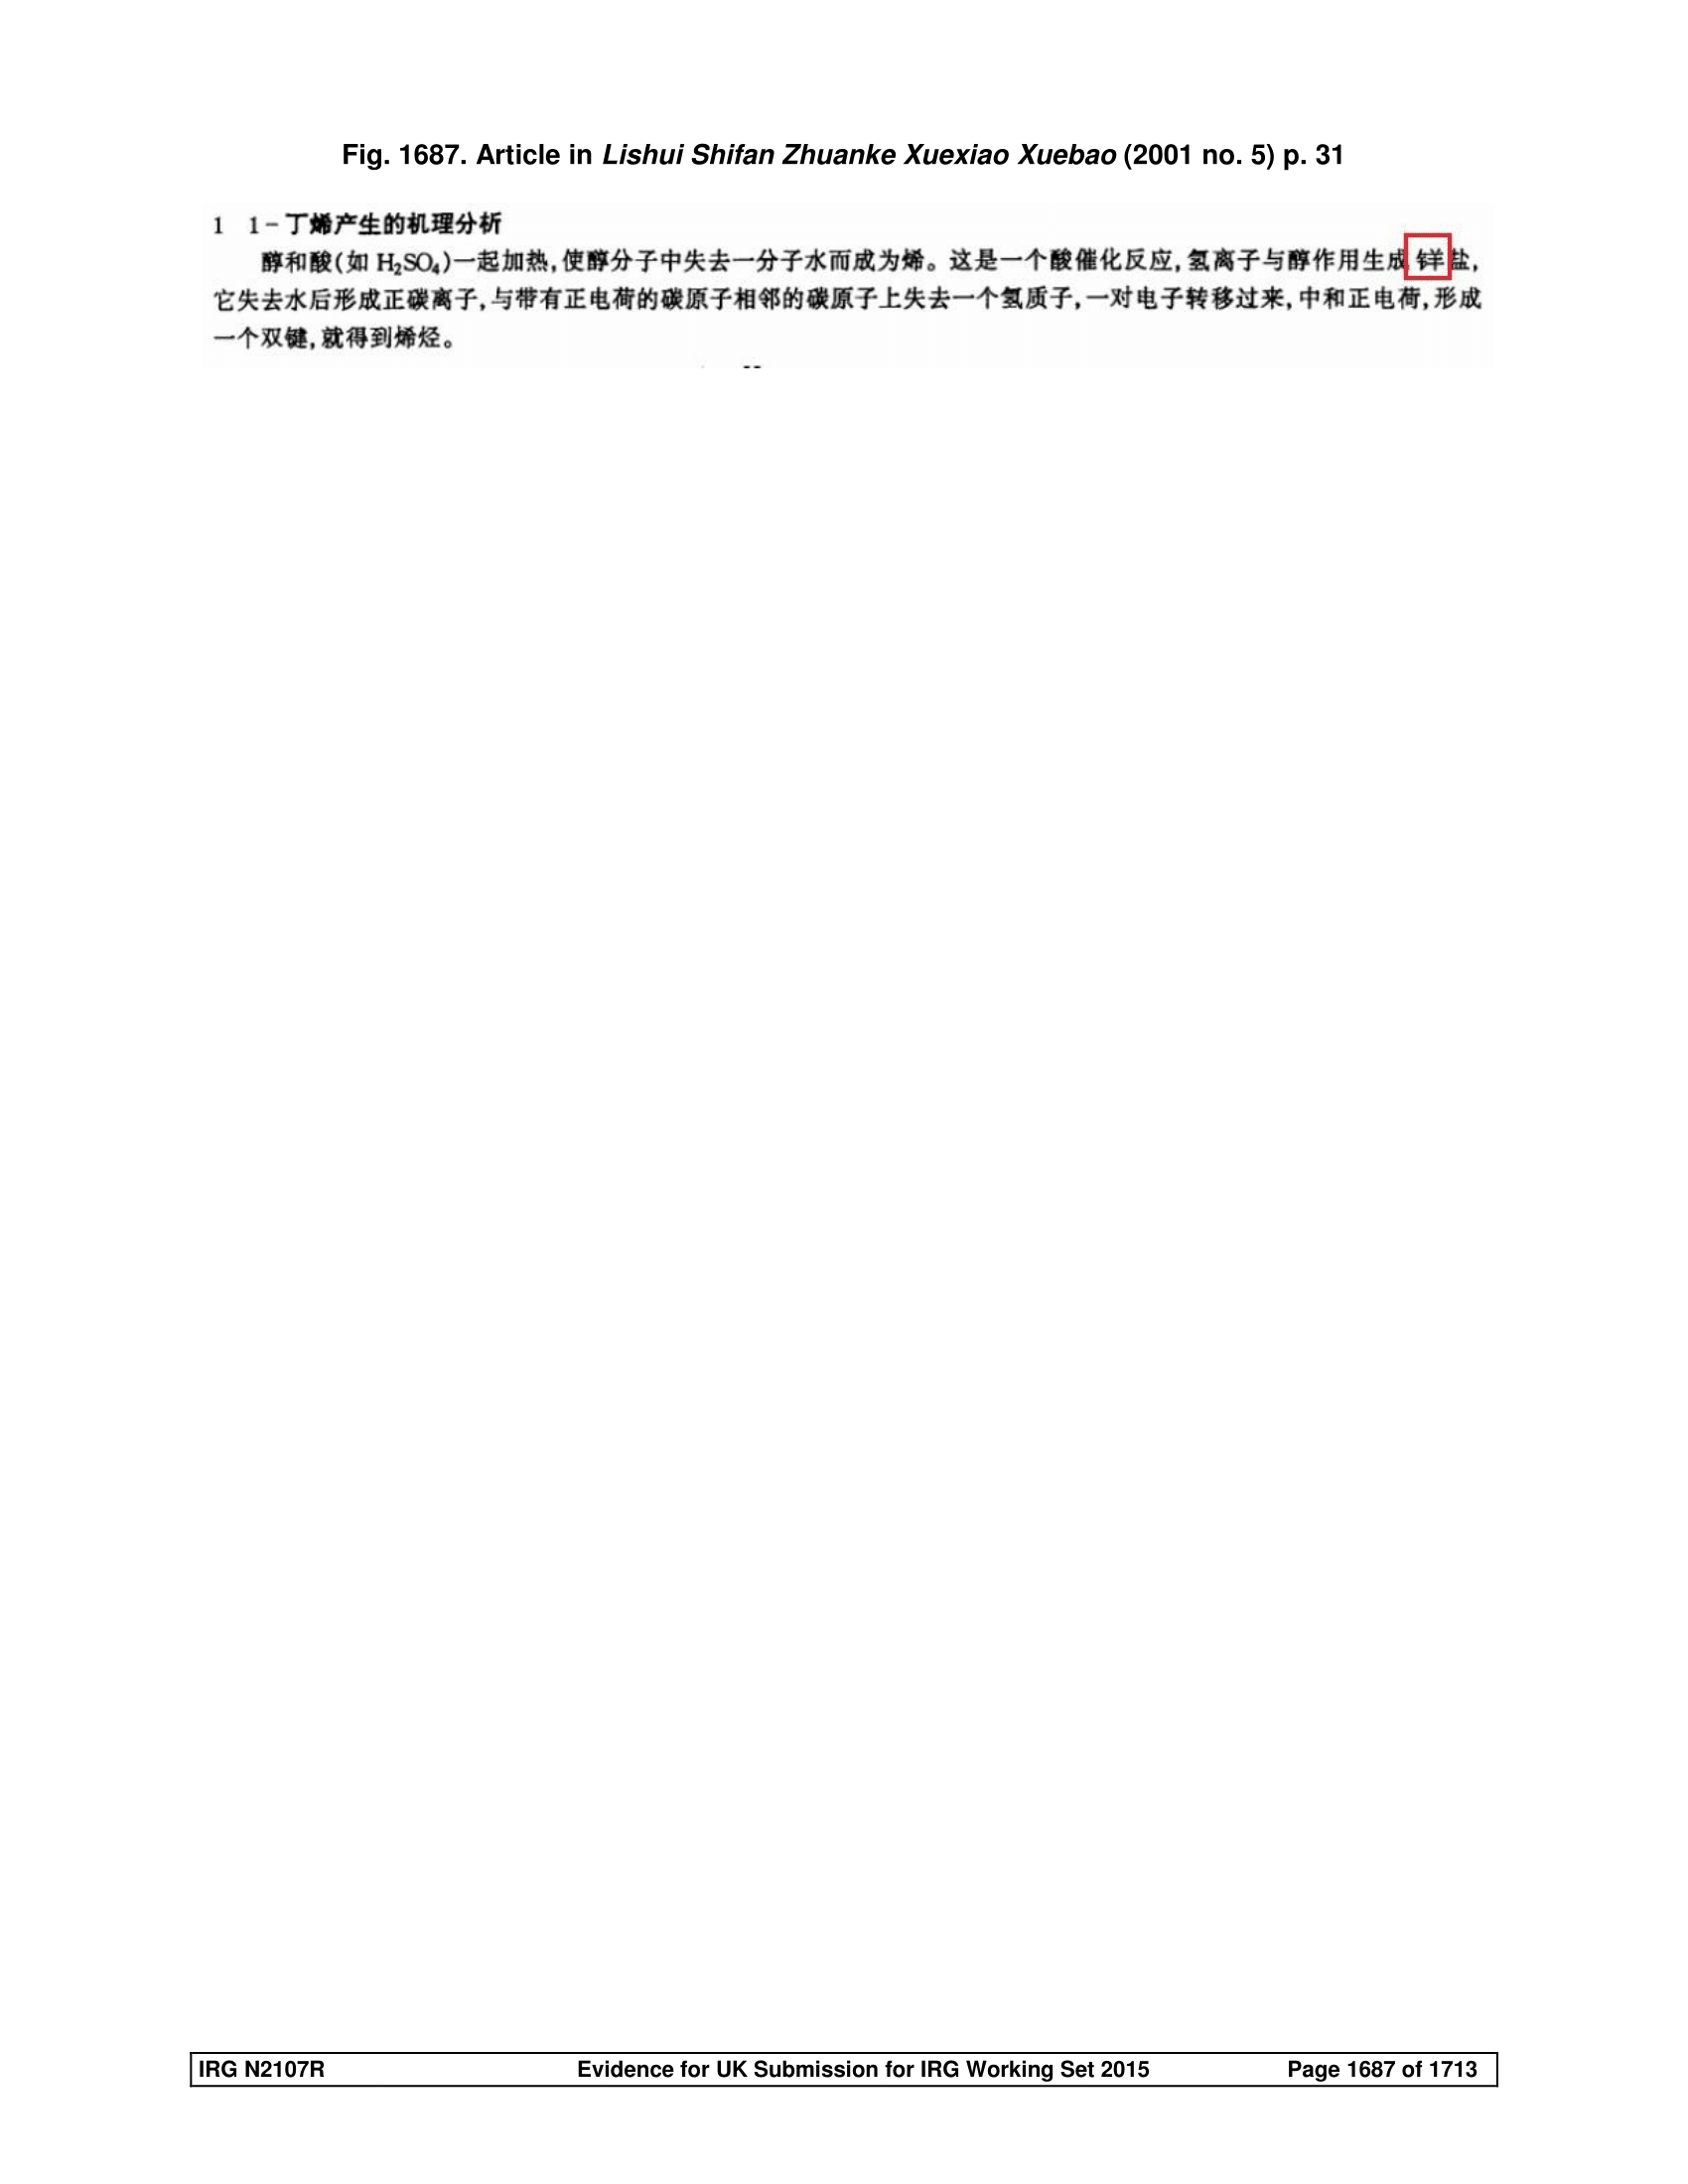 Fig. 1687. Article in Lishui Shifan Zhuanke Xuexiao Xuebao (2001 no. 5) p. 31
1 1-丁烯产生的机理分析
醇和酸(如 H₂SO₄)一起加热,使醇分子中失去一分子水而成为烯。这是一个酸催化反应,氢离子与醇作用生成𨦡盐,
它失去水后形成正碳离子,与带有正电荷的碳原子相邻的碳原子上失去一个氢质子,一对电子转移过来,中和正电荷,形成
一个双键,就得到烯烃。
IRG N2107R Evidence for UK Submission for IRG Working Set 2015 Page 1687 of 1713